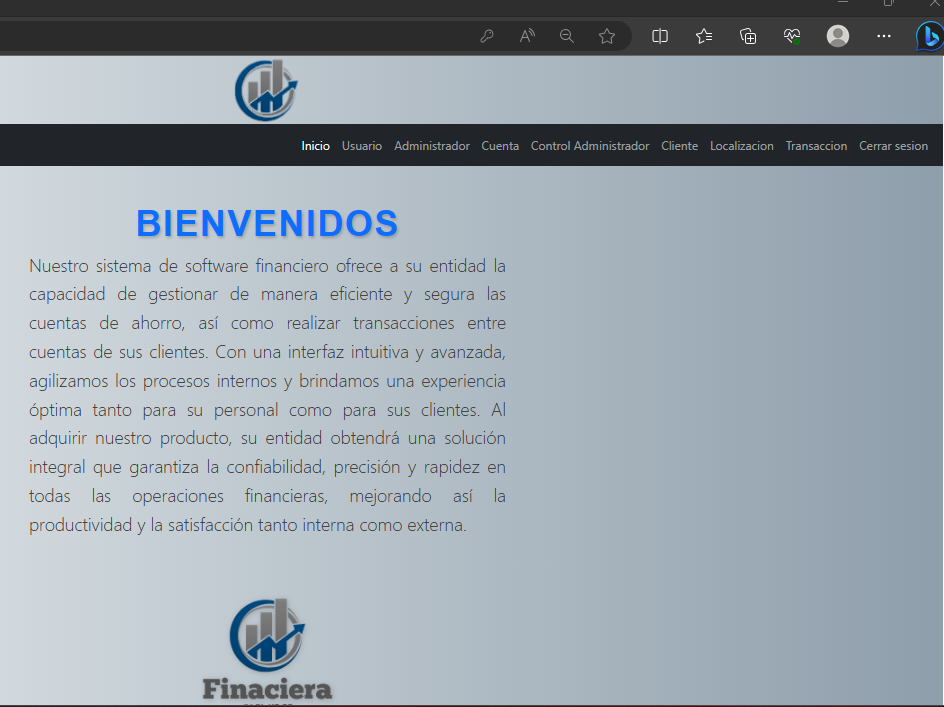 Inicio Usuario Administrador Cuenta Control Administrador Cliente Localizacion Transaccion Cerrar sesion
BIENVENIDOS
Nuestro sistema de software financiero ofrece a su entidad la
capacidad de gestionar de manera eficiente y segura las
cuentas de ahorro, así como realizar transacciones entre
cuentas de sus clientes. Con una interfaz intuitiva y avanzada,
agilizamos los procesos internos y brindamos una experiencia
óptima tanto para su personal como para sus clientes. Al
adquirir nuestro producto, su entidad obtendrá una solución
integral que garantiza la confiabilidad, precisión y rapidez en
todas las operaciones financieras, mejorando así la
productividad y la satisfacción tanto interna como externa.
Finaciera